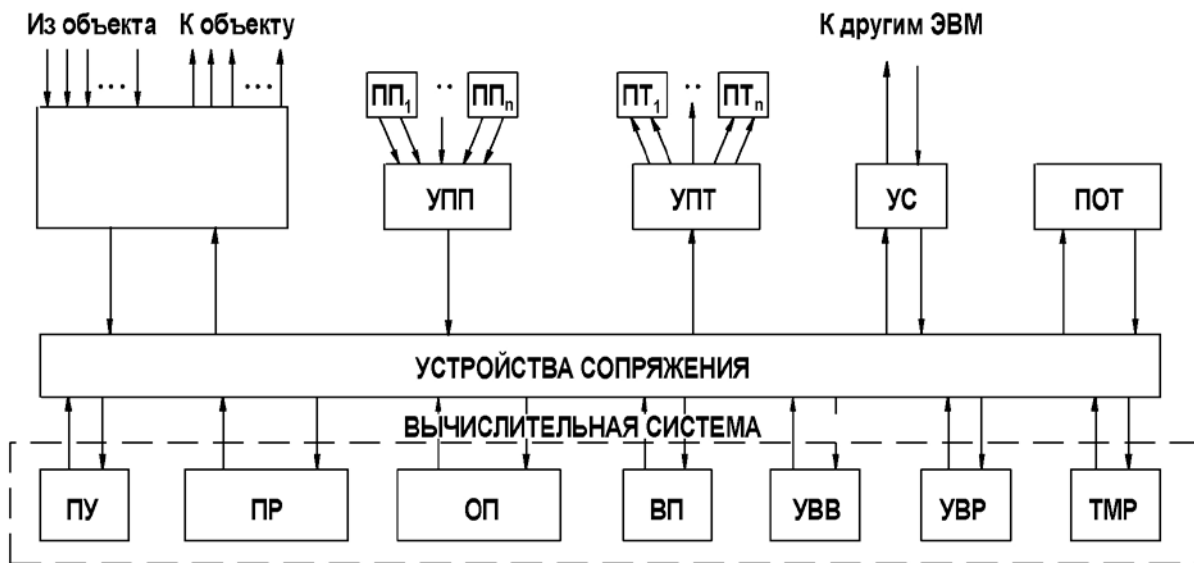 Из объекта К объекту К другим ЭВМ
... ...
ПП₁ .. ППₙ ПТ₁ .. ПТₙ
УПП УПТ УС ПОТ
УСТРОЙСТВА СОПРЯЖЕНИЯ
ВЫЧИСЛИТЕЛЬНАЯ СИСТЕМА
ПУ ПР ОП ВП УВВ УВР ТМР